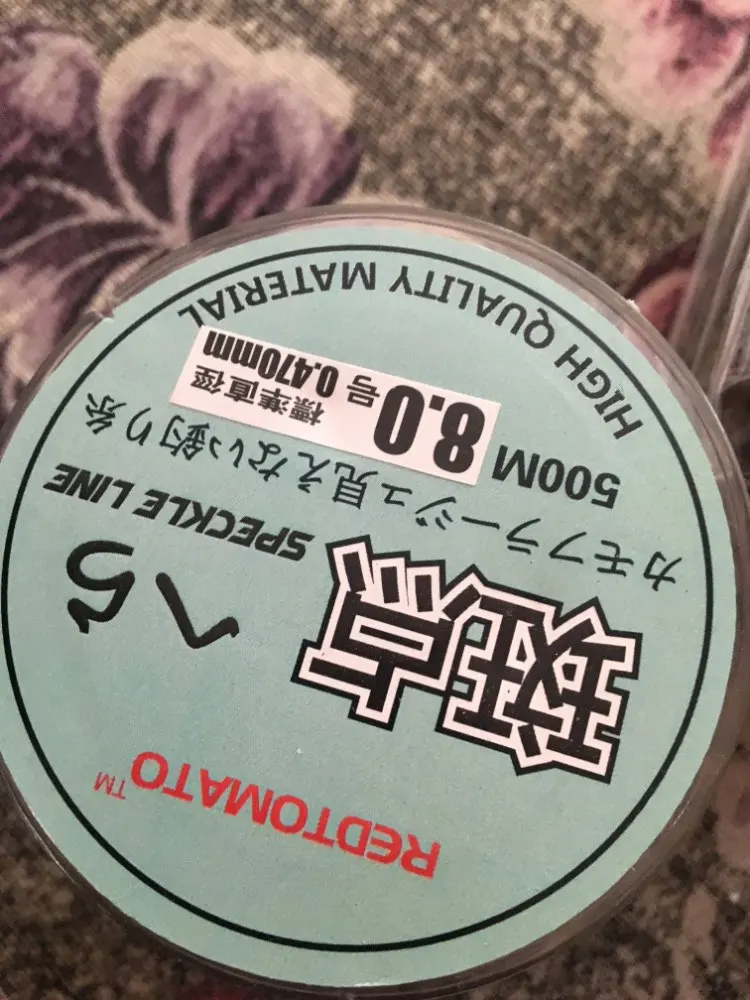 REDTOMATO™
斑点
へら
SPECKLE LINE
カモフラージュ見えない釣り糸
500M
8.0号
標準直徑
0.470mm
HIGH QUALITY MATERIAL